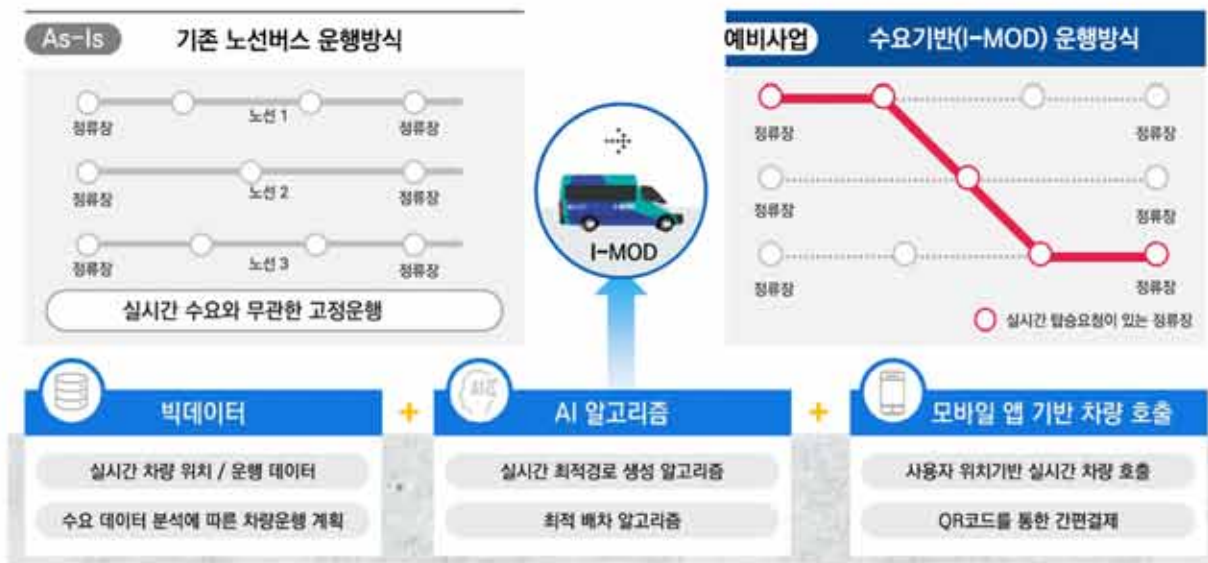 As-Is
기존 노선버스 운행방식
정류장
노선 1
정류장
정류장
노선 2
정류장
정류장
노선 3
정류장
실시간 수요와 무관한 고정운행
I-MOD
예비사업
수요기반(I-MOD) 운행방식
정류장
정류장
정류장
정류장
정류장
정류장
실시간 탑승요청이 있는 정류장
빅데이터
실시간 차량 위치 / 운행 데이터
수요 데이터 분석에 따른 차량운행 계획
+
AI 알고리즘
실시간 최적경로 생성 알고리즘
최적 배차 알고리즘
+
모바일 앱 기반 차량 호출
사용자 위치기반 실시간 차량 호출
QR코드를 통한 간편결제